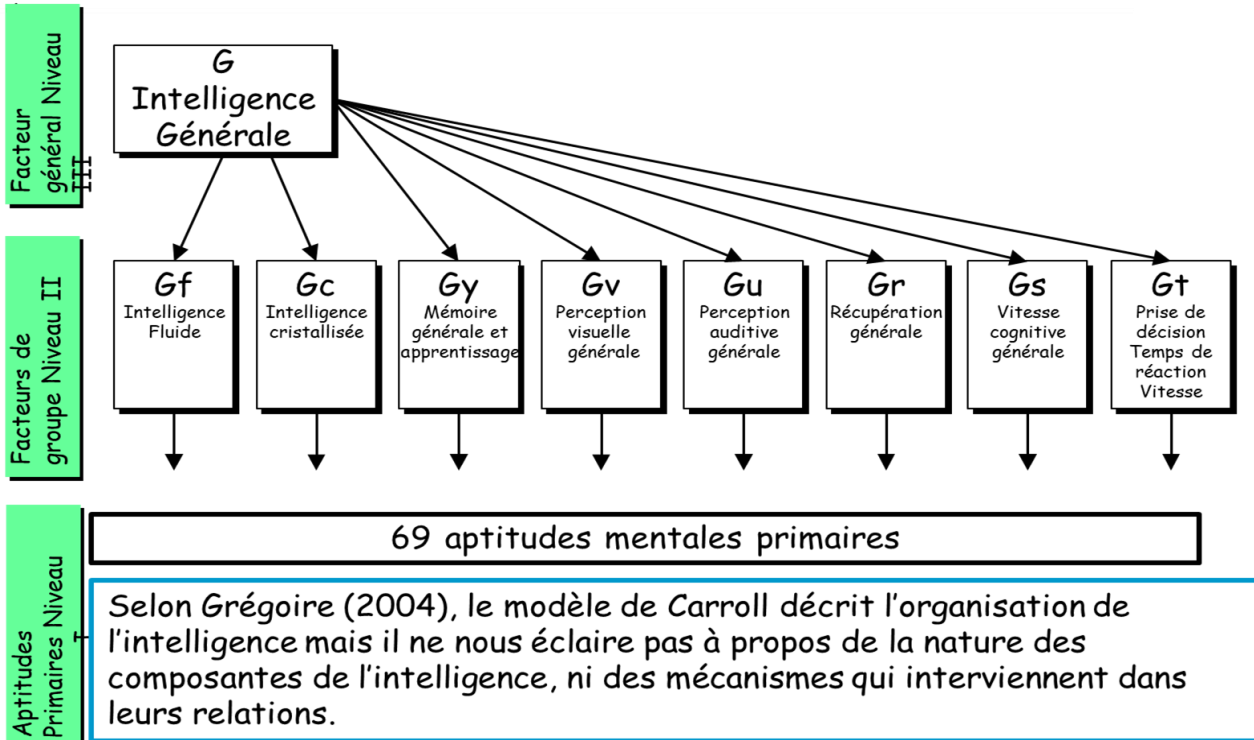 Facteur
général Niveau
III
G
Intelligence
Générale
Facteurs de
groupe Niveau II
Gf
Intelligence
Fluide
Gc
Intelligence
cristallisée
Gy
Mémoire
générale et
apprentissage
Gv
Perception
visuelle
générale
Gu
Perception
auditive
générale
Gr
Récupération
générale
Gs
Vitesse
cognitive
générale
Gt
Prise de
décision
Temps de
réaction
Vitesse
Aptitudes
Primaires Niveau
I
69 aptitudes mentales primaires
Selon Grégoire (2004), le modèle de Carroll décrit l'organisation de
l'intelligence mais il ne nous éclaire pas à propos de la nature des
composantes de l'intelligence, ni des mécanismes qui interviennent dans
leurs relations.